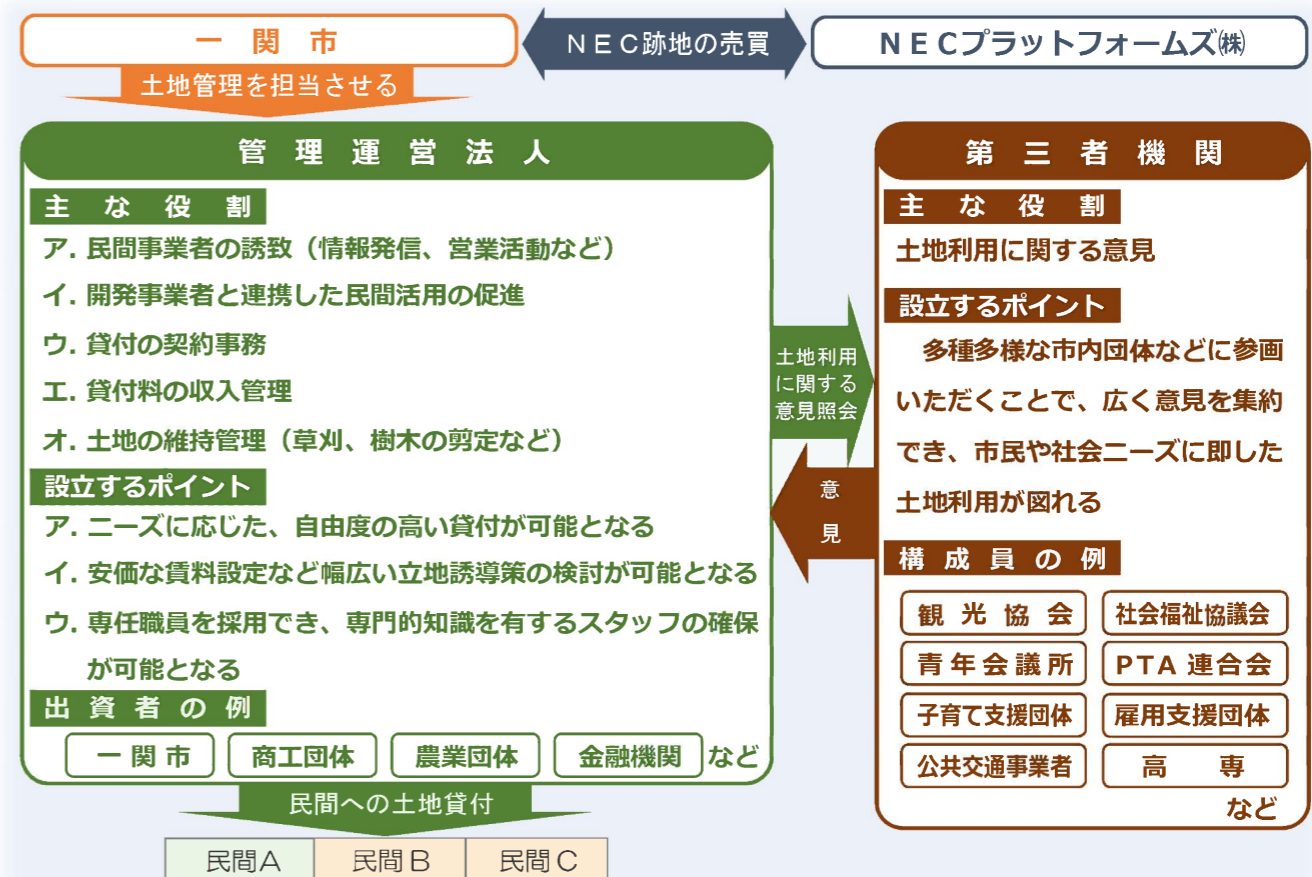 一関市
NEC跡地の売買
NECプラットフォームズ㈱
土地管理を担当させる
管理運営法人
主な役割
ア. 民間事業者の誘致（情報発信、営業活動など）
イ. 開発事業者と連携した民間活用の促進
ウ. 貸付の契約事務
エ. 貸付料の収入管理
オ. 土地の維持管理（草刈、樹木の剪定など）
設立するポイント
ア. ニーズに応じた、自由度の高い貸付が可能となる
イ. 安価な賃料設定など幅広い立地誘導策の検討が可能となる
ウ. 専任職員を採用でき、専門的知識を有するスタッフの確保
が可能となる
出資者の例
一関市 商工団体 農業団体 金融機関 など
土地利用
に関する
意見照会
意
見
第三者機関
主な役割
土地利用に関する意見
設立するポイント
多種多様な市内団体などに参画
いただくことで、広く意見を集約
でき、市民や社会ニーズに即した
土地利用が図れる
構成員の例
観光協会 社会福祉協議会
青年会議所 PTA連合会
子育て支援団体 雇用支援団体
公共交通事業者 高専
など
民間への土地貸付
民間A 民間B 民間C